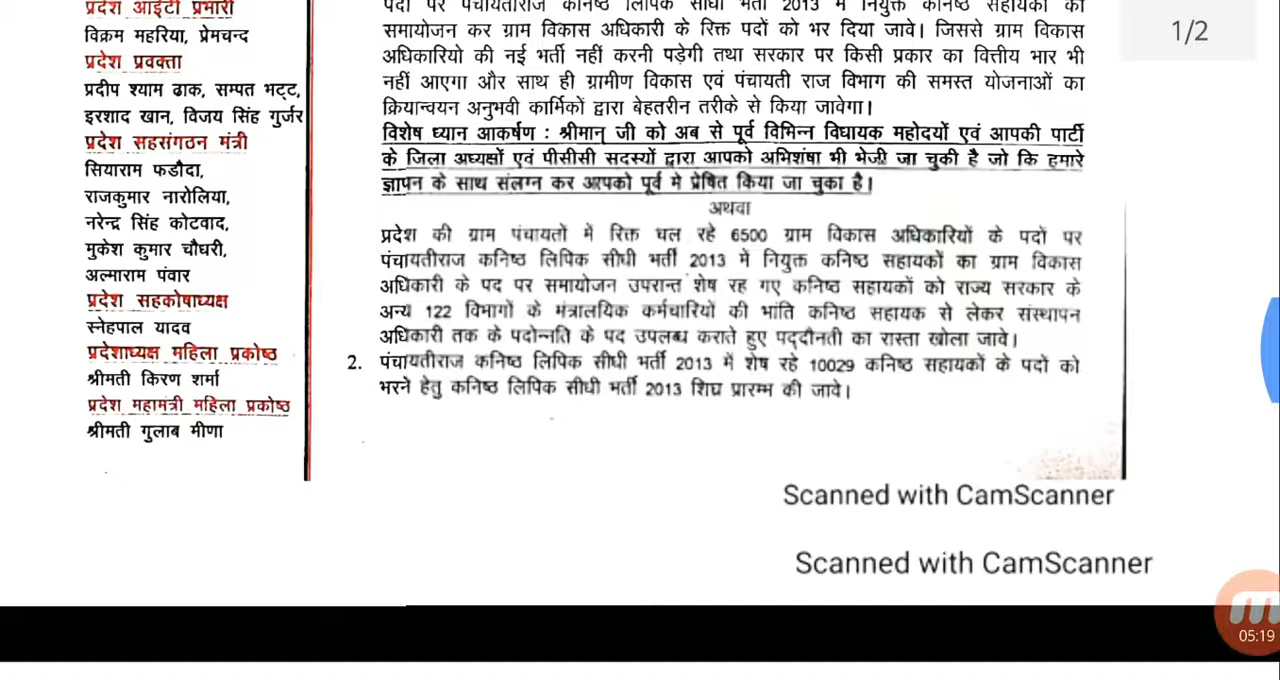 प्रदेश आईटी प्रभारी
विक्रम महरिया, प्रेमचन्द
प्रदेश प्रवक्ता
प्रदीप श्याम ढाक, सम्पत भट्ट,
इरशाद खान, विजय सिंह गुर्जर
प्रदेश सहसंगठन मंत्री
सियाराम फडौदा,
राजकुमार नारोलिया,
नरेन्द्र सिंह कोटवाद,
मुकेश कुमार चौधरी,
अल्माराम पंवार
प्रदेश सहकोषाध्यक्ष
स्नेहपाल यादव
प्रदेशाध्यक्ष महिला प्रकोष्ठ
श्रीमती किरण शर्मा
प्रदेश महामत्री महिला प्रकोष्ठ
श्रीमती गुलाब मीणा
पदों पर पंचायतीराज कनिष्ठ लिपिक सीधी भर्ती 2013 में नियुक्त कनिष्ठ सहायकों का
समायोजन कर ग्राम विकास अधिकारी के रिक्त पदों को भर दिया जावे। जिससे ग्राम विकास
अधिकारियो की नई भर्ती नहीं करनी पड़ेगी तथा सरकार पर किसी प्रकार का वित्तीय भार भी
नहीं आएगा और साथ ही ग्रामीण विकास एवं पंचायती राज विभाग की समस्त योजनाओं का
क्रियान्वयन अनुभवी कार्मिकों द्वारा बेहतरीन तरीके से किया जावेगा।
विशेष ध्यान आकर्षण : श्रीमान् जी को अब से पूर्व विभिन्न विधायक महोदयों एवं आपकी पार्टी
के जिला अध्यक्षों एवं पीसीसी सदस्यों द्वारा आपको अभिशंषा भी भेजी जा चुकी है जो कि हमारे
ज्ञापन के साथ संलग्न कर आपको पूर्व मे प्रेषित किया जा चुका है।
अथवा
प्रदेश की ग्राम पंचायतों में रिक्त चल रहे 6500 ग्राम विकास अधिकारियों के पदों पर
पंचायतीराज कनिष्ठ लिपिक सीधी भर्ती 2013 में नियुक्त कनिष्ठ सहायकों का ग्राम विकास
अधिकारी के पद पर समायोजन उपरान्त शेष रह गए कनिष्ठ सहायकों को राज्य सरकार के
अन्य 122 विभागों के मंत्रालयिक कर्मचारियों की भांति कनिष्ठ सहायक से लेकर संस्थापन
अधिकारी तक के पदोन्नति के पद उपलब्ध कराते हुए पद्दौनती का रास्ता खोला जावे।
2. पंचायतीराज कनिष्ठ लिपिक सीधी भर्ती 2013 में शेष रहे 10029 कनिष्ठ सहायकों के पदों को
भरने हेतु कनिष्ठ लिपिक सीधी भर्ती 2013 शिघ्र प्रारम्भ की जावे।
1/2
Scanned with CamScanner
Scanned with CamScanner
05:19